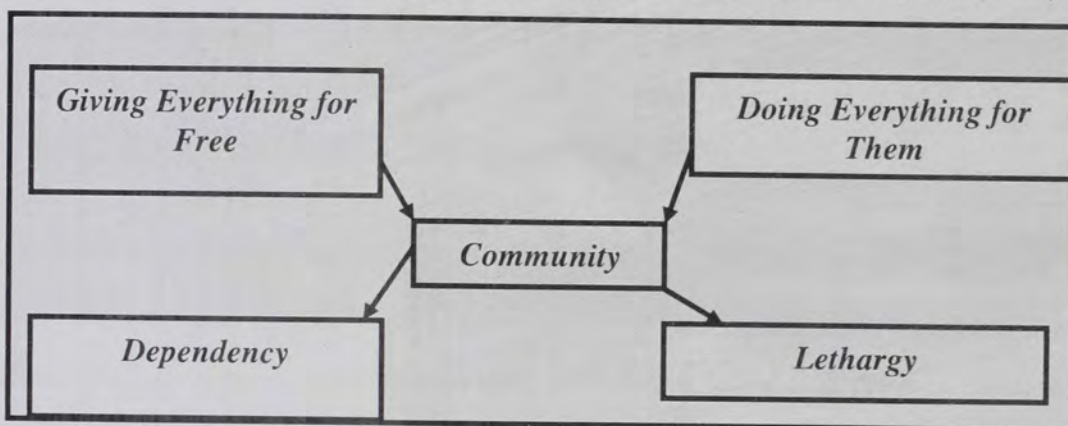 Giving Everything for
Free
Doing Everything for
Them
Community
Dependency
Lethargy